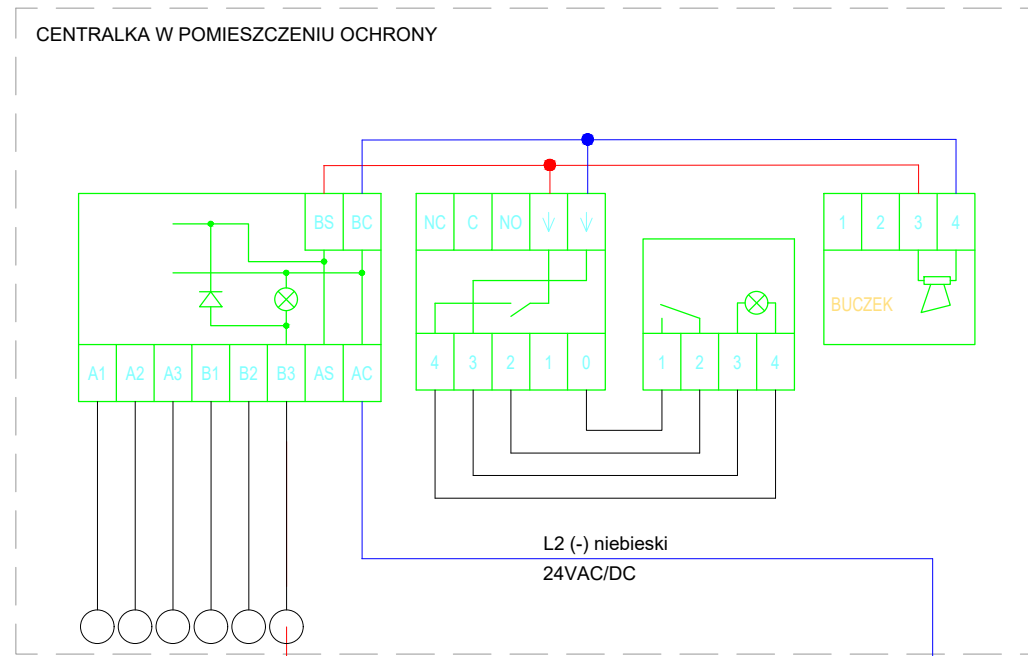 CENTRALKA W POMIESZCZENIU OCHRONY
BS BC
NC C NO
1 2 3 4
BUCZEK
A1 A2 A3 B1 B2 B3 AS AC
4 3 2 1 0
1 2 3 4
L2 (-) niebieski
24VAC/DC